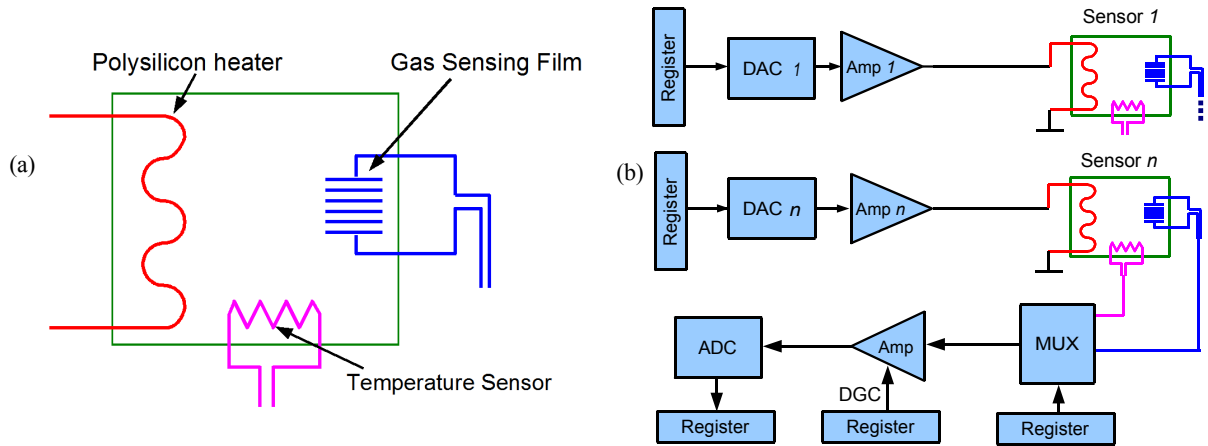 Polysilicon heater
Gas Sensing Film
(a)
Temperature Sensor
Sensor 1
Register
DAC 1
Amp 1
Sensor n
(b)
Register
DAC n
Amp n
ADC
Amp
MUX
DGC
Register
Register
Register